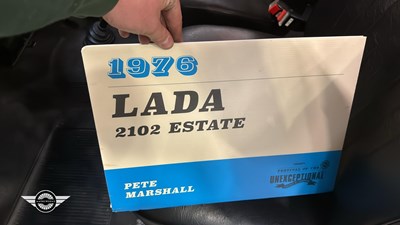 1976
LADA
2102 ESTATE
PETE
MARSHALL
UNEXCEPTIONAL